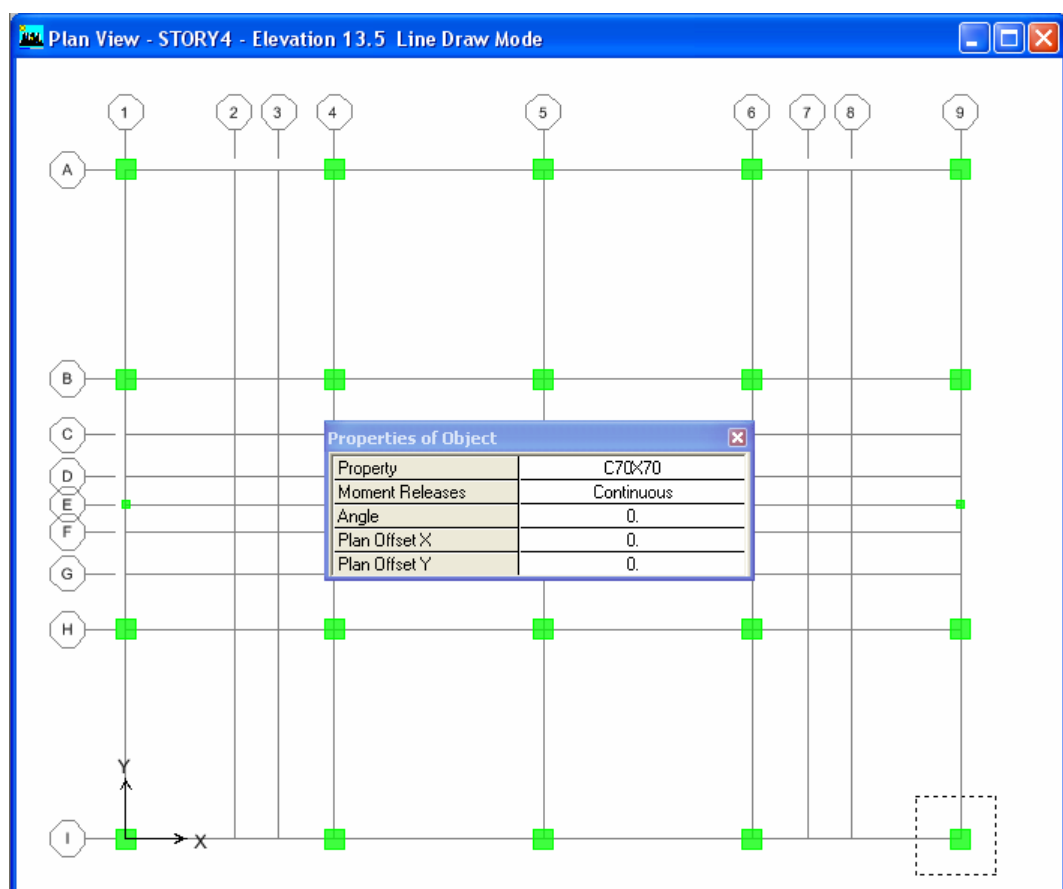 Plan View - STORY4 - Elevation 13.5 Line Draw Mode
1 2 3 4 5 6 7 8 9
A
B
C
D
E
F
G
H
I
Properties of Object
Property C70X70
Moment Releases Continuous
Angle 0.
Plan Offset X 0.
Plan Offset Y 0.
Y
X